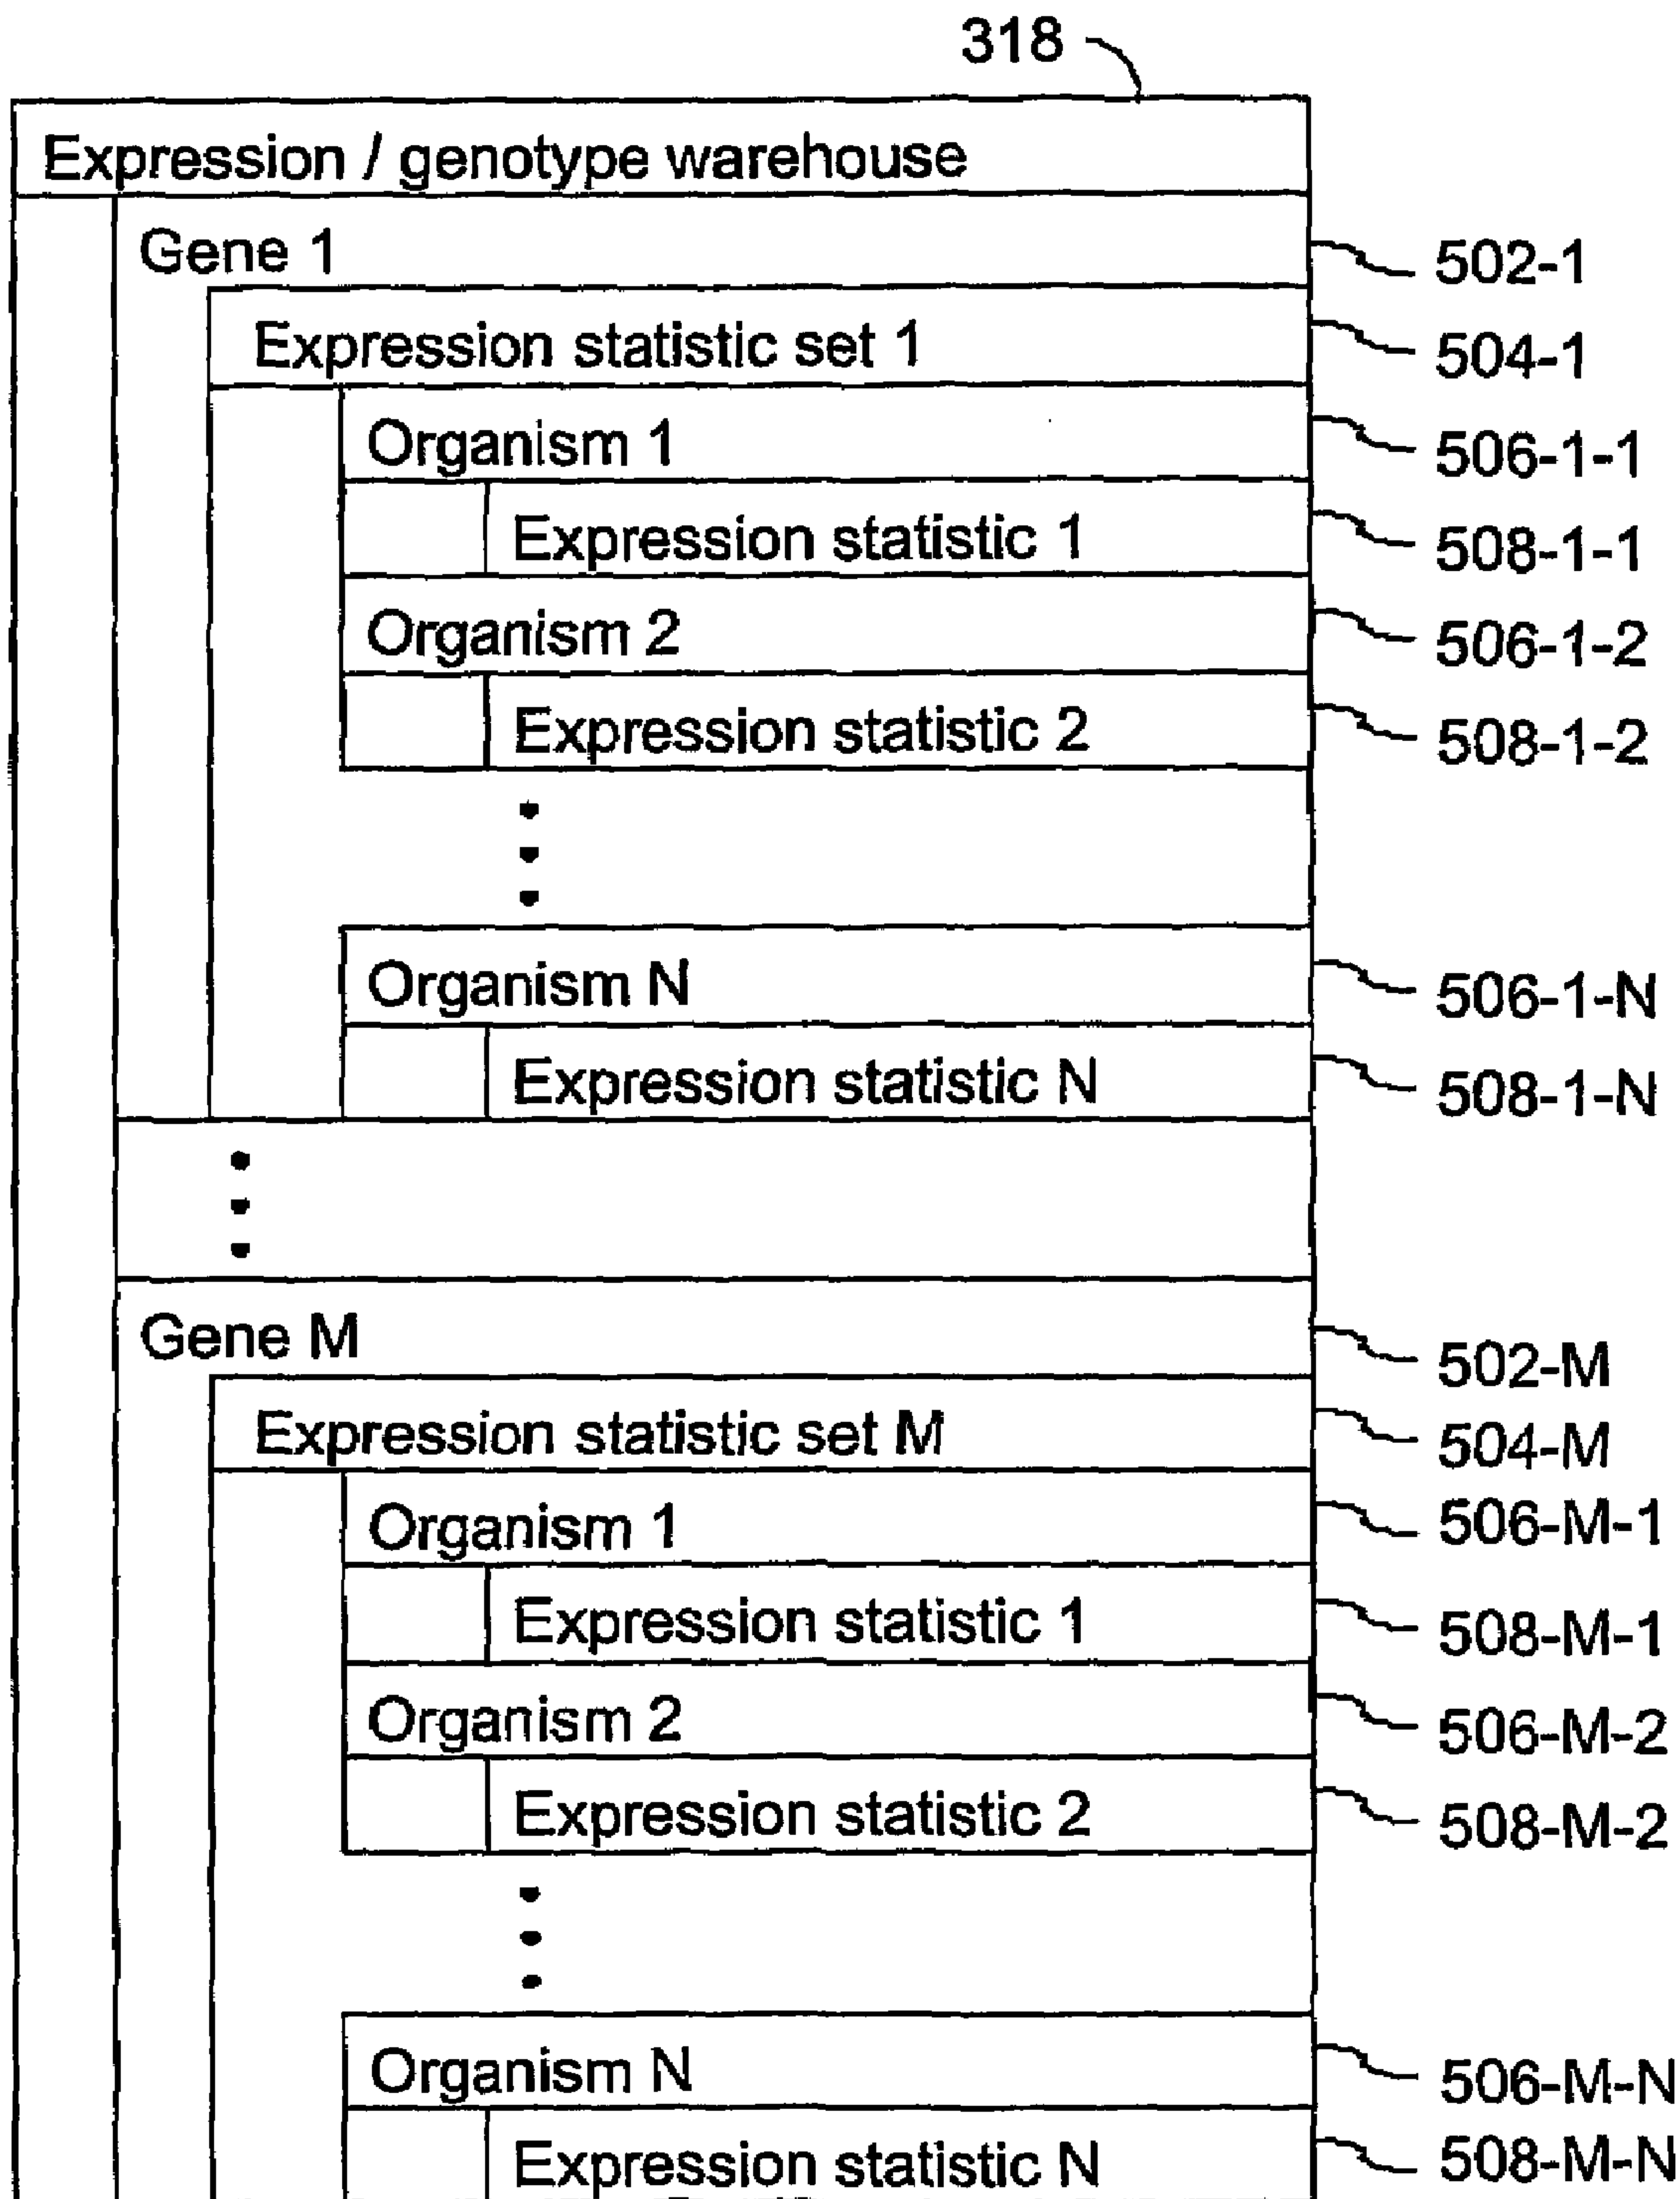 318
Expression / genotype warehouse
Gene 1 502-1
Expression statistic set 1 504-1
Organism 1 506-1-1
Expression statistic 1 508-1-1
Organism 2 506-1-2
Expression statistic 2 508-1-2
Organism N 506-1-N
Expression statistic N 508-1-N
Gene M 502-M
Expression statistic set M 504-M
Organism 1 506-M-1
Expression statistic 1 508-M-1
Organism 2 506-M-2
Expression statistic 2 508-M-2
Organism N 506-M-N
Expression statistic N 508-M-N